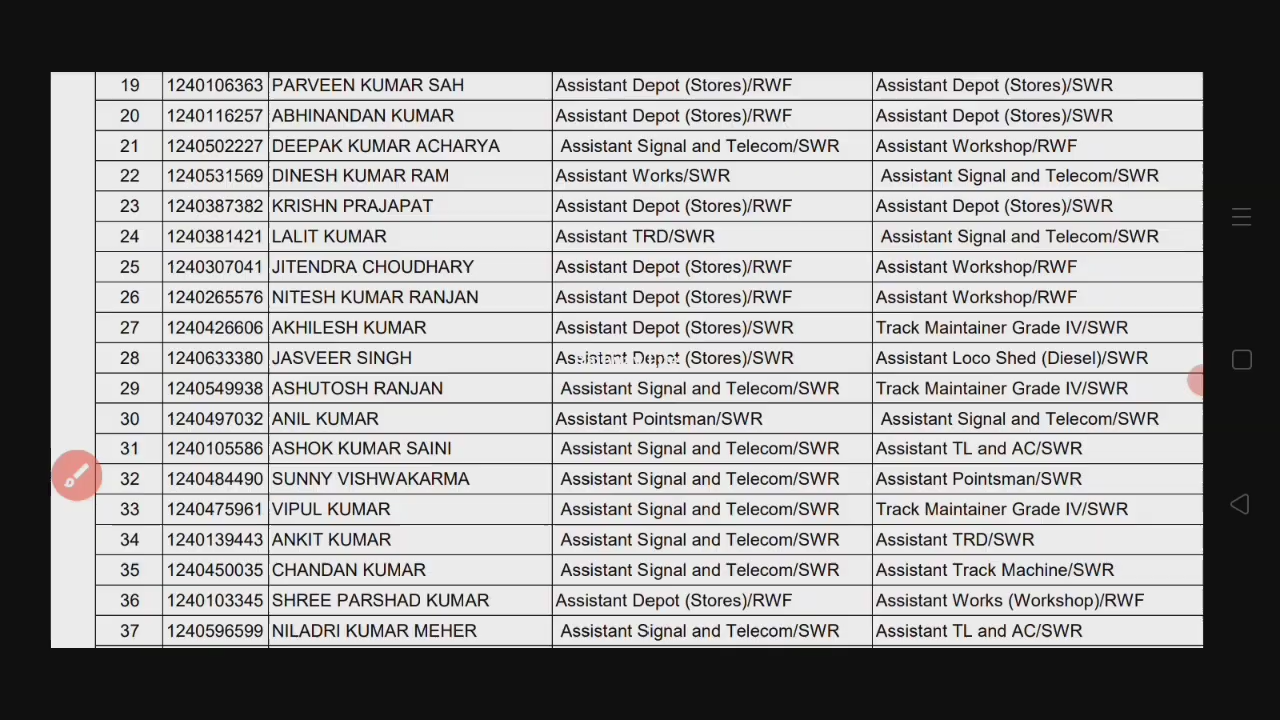 19 1240106363 PARVEEN KUMAR SAH Assistant Depot (Stores)/RWF Assistant Depot (Stores)/SWR
20 1240116257 ABHINANDAN KUMAR Assistant Depot (Stores)/RWF Assistant Depot (Stores)/SWR
21 1240502227 DEEPAK KUMAR ACHARYA Assistant Signal and Telecom/SWR Assistant Workshop/RWF
22 1240531569 DINESH KUMAR RAM Assistant Works/SWR Assistant Signal and Telecom/SWR
23 1240387382 KRISHN PRAJAPAT Assistant Depot (Stores)/RWF Assistant Depot (Stores)/SWR
24 1240381421 LALIT KUMAR Assistant TRD/SWR Assistant Signal and Telecom/SWR
25 1240307041 JITENDRA CHOUDHARY Assistant Depot (Stores)/RWF Assistant Workshop/RWF
26 1240265576 NITESH KUMAR RANJAN Assistant Depot (Stores)/RWF Assistant Workshop/RWF
27 1240426606 AKHILESH KUMAR Assistant Depot (Stores)/SWR Track Maintainer Grade IV/SWR
28 1240633380 JASVEER SINGH Assistant Depot (Stores)/SWR Assistant Loco Shed (Diesel)/SWR
29 1240549938 ASHUTOSH RANJAN Assistant Signal and Telecom/SWR Track Maintainer Grade IV/SWR
30 1240497032 ANIL KUMAR Assistant Pointsman/SWR Assistant Signal and Telecom/SWR
31 1240105586 ASHOK KUMAR SAINI Assistant Signal and Telecom/SWR Assistant TL and AC/SWR
32 1240484490 SUNNY VISHWAKARMA Assistant Signal and Telecom/SWR Assistant Pointsman/SWR
33 1240475961 VIPUL KUMAR Assistant Signal and Telecom/SWR Track Maintainer Grade IV/SWR
34 1240139443 ANKIT KUMAR Assistant Signal and Telecom/SWR Assistant TRD/SWR
35 1240450035 CHANDAN KUMAR Assistant Signal and Telecom/SWR Assistant Track Machine/SWR
36 1240103345 SHREE PARSHAD KUMAR Assistant Depot (Stores)/RWF Assistant Works (Workshop)/RWF
37 1240596599 NILADRI KUMAR MEHER Assistant Signal and Telecom/SWR Assistant TL and AC/SWR